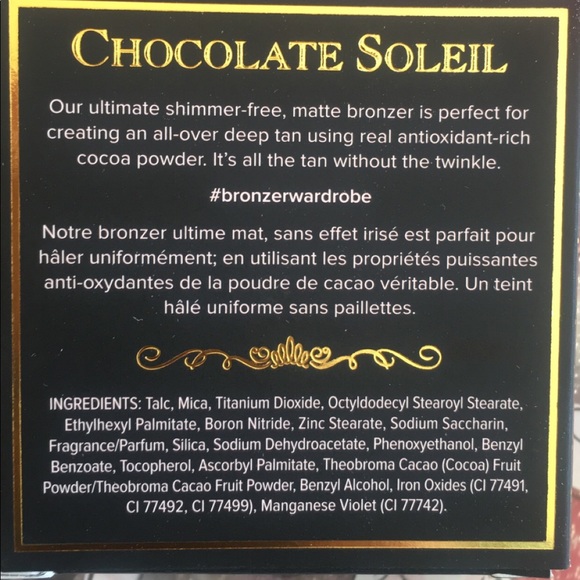 CHOCOLATE SOLEIL
Our ultimate shimmer-free, matte bronzer is perfect for
creating an all-over deep tan using real antioxidant-rich
cocoa powder. It's all the tan without the twinkle.
#bronzerwardrobe
Notre bronzer ultime mat, sans effet irisé est parfait pour
hâler uniformément; en utilisant les propriétés puissantes
anti-oxydantes de la poudre de cacao véritable. Un teint
hâlé uniforme sans paillettes.
INGREDIENTS: Talc, Mica, Titanium Dioxide, Octyldodecyl Stearoyl Stearate,
Ethylhexyl Palmitate, Boron Nitride, Zinc Stearate, Sodium Saccharin,
Fragrance/Parfum, Silica, Sodium Dehydroacetate, Phenoxyethanol, Benzyl
Benzoate, Tocopherol, Ascorbyl Palmitate, Theobroma Cacao (Cocoa) Fruit
Powder/Theobroma Cacao Fruit Powder, Benzyl Alcohol, Iron Oxides (CI 77491,
CI 77492, CI 77499), Manganese Violet (CI 77742).